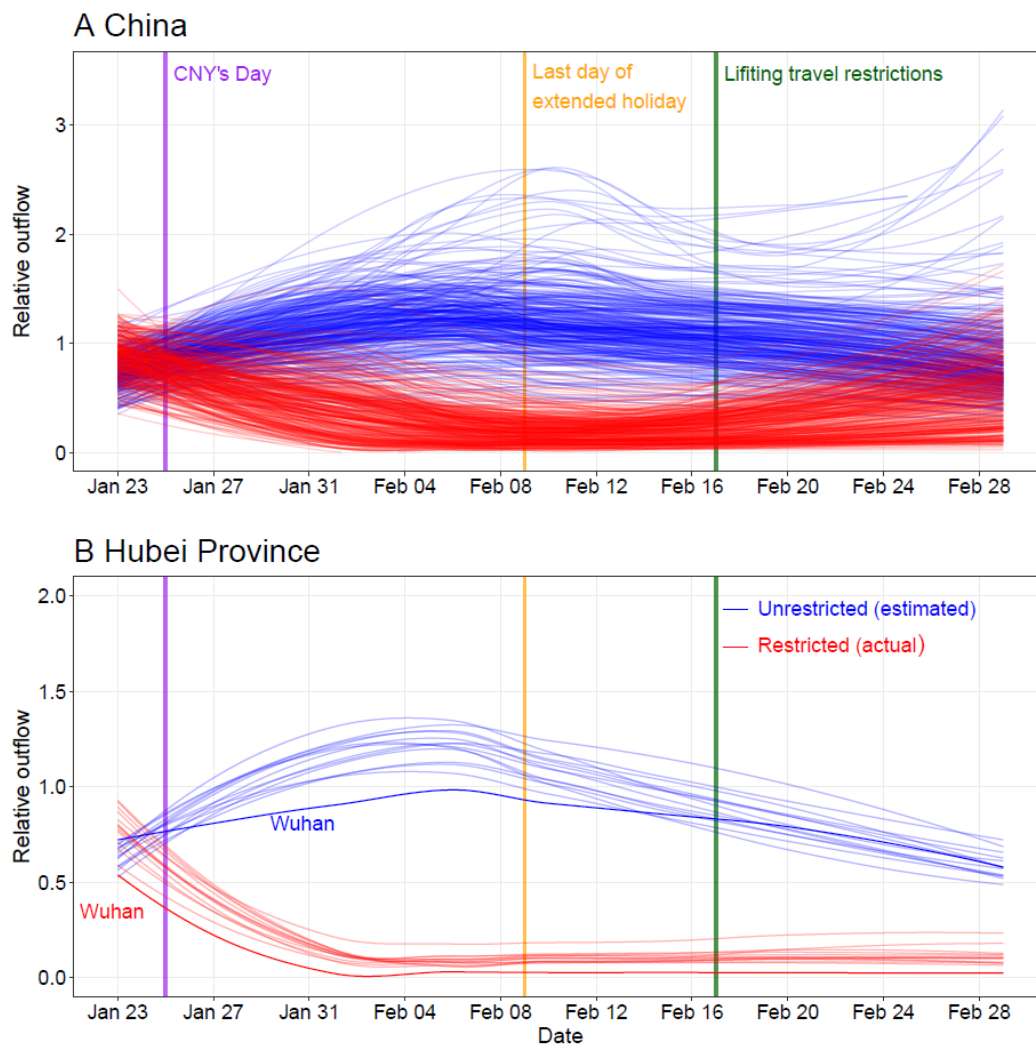 A China
CNY's Day
Last day of
extended holiday
Lifiting travel restrictions
Relative outflow
3
2
1
0
Jan 23 Jan 27 Jan 31 Feb 04 Feb 08 Feb 12 Feb 16 Feb 20 Feb 24 Feb 28
B Hubei Province
Unrestricted (estimated)
Restricted (actual)
Relative outflow
2.0
1.5
1.0
0.5
0.0
Wuhan
Wuhan
Jan 23 Jan 27 Jan 31 Feb 04 Feb 08 Feb 12 Feb 16 Feb 20 Feb 24 Feb 28
Date